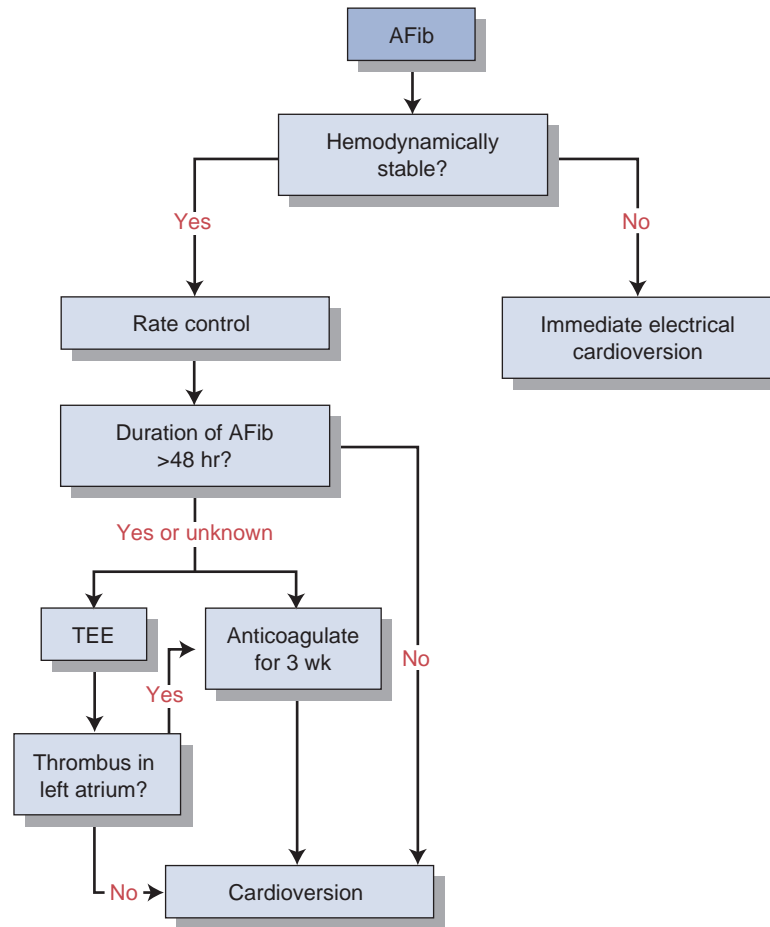 AFib
Hemodynamically
stable?
Yes
No
Rate control
Immediate electrical
cardioversion
Duration of AFib
>48 hr?
Yes or unknown
TEE
Anticoagulate
for 3 wk
No
Yes
Thrombus in
left atrium?
No
Cardioversion